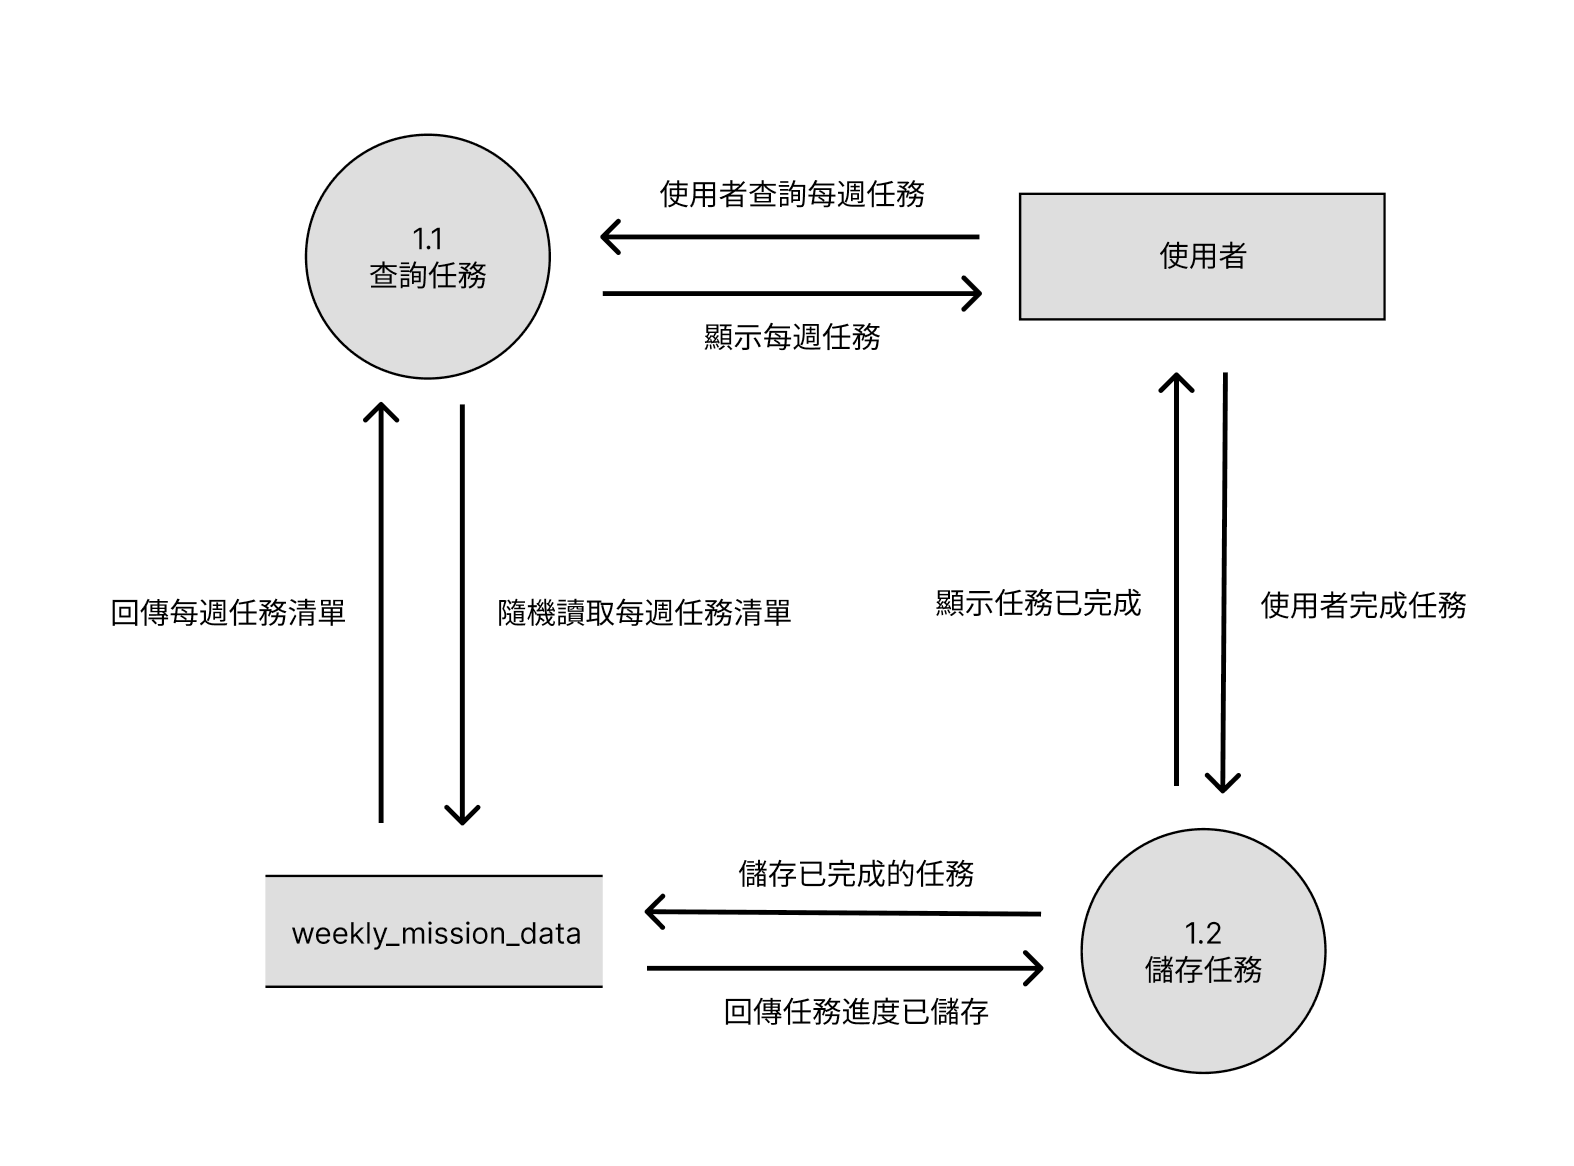 使用者查詢每週任務
1.1
查詢任務
使用者
顯示每週任務
回傳每週任務清單
隨機讀取每週任務清單
顯示任務已完成
使用者完成任務
儲存已完成的任務
weekly_mission_data
1.2
儲存任務
回傳任務進度已儲存